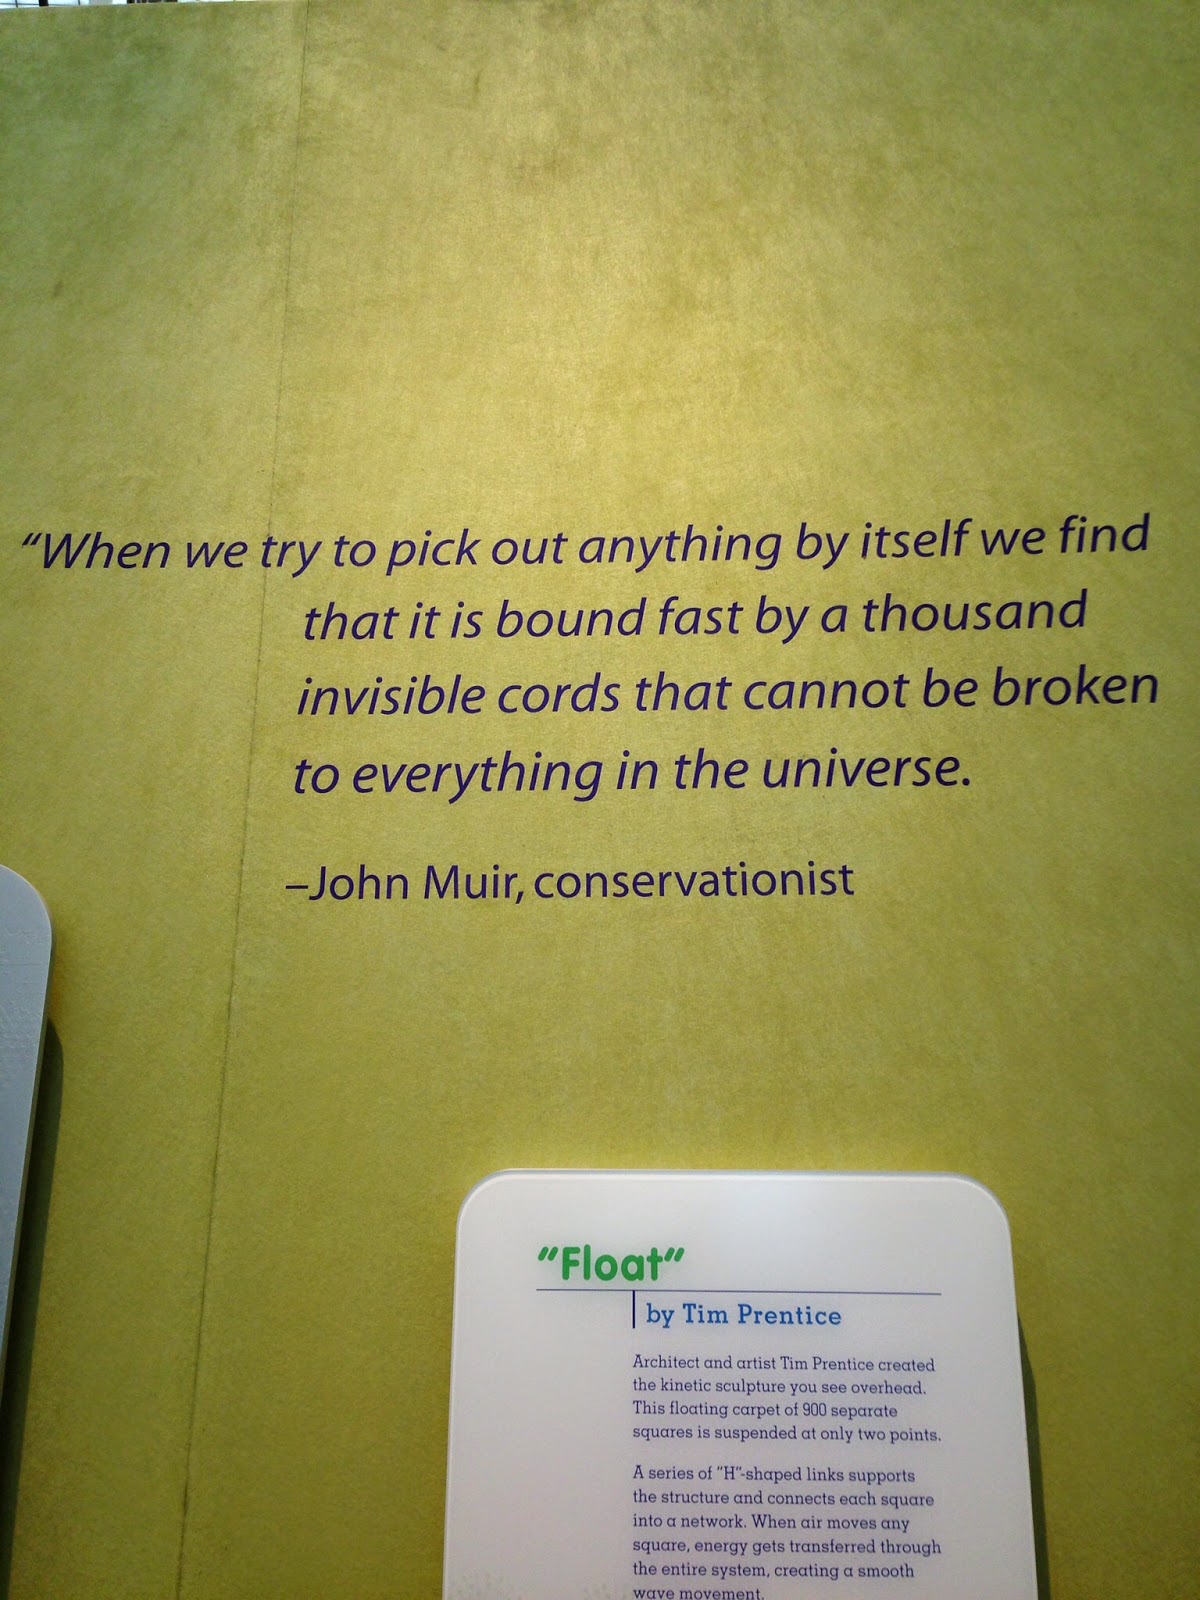 “When we try to pick out anything by itself we find
that it is bound fast by a thousand
invisible cords that cannot be broken
to everything in the universe.
–John Muir, conservationist
"Float"
by Tim Prentice
Architect and artist Tim Prentice created
the kinetic sculpture you see overhead.
This floating carpet of 900 separate
squares is suspended at only two points.
A series of "H"-shaped links supports
the structure and connects each square
into a network. When air moves any
square, energy gets transferred through
the entire system, creating a smooth
wave movement.